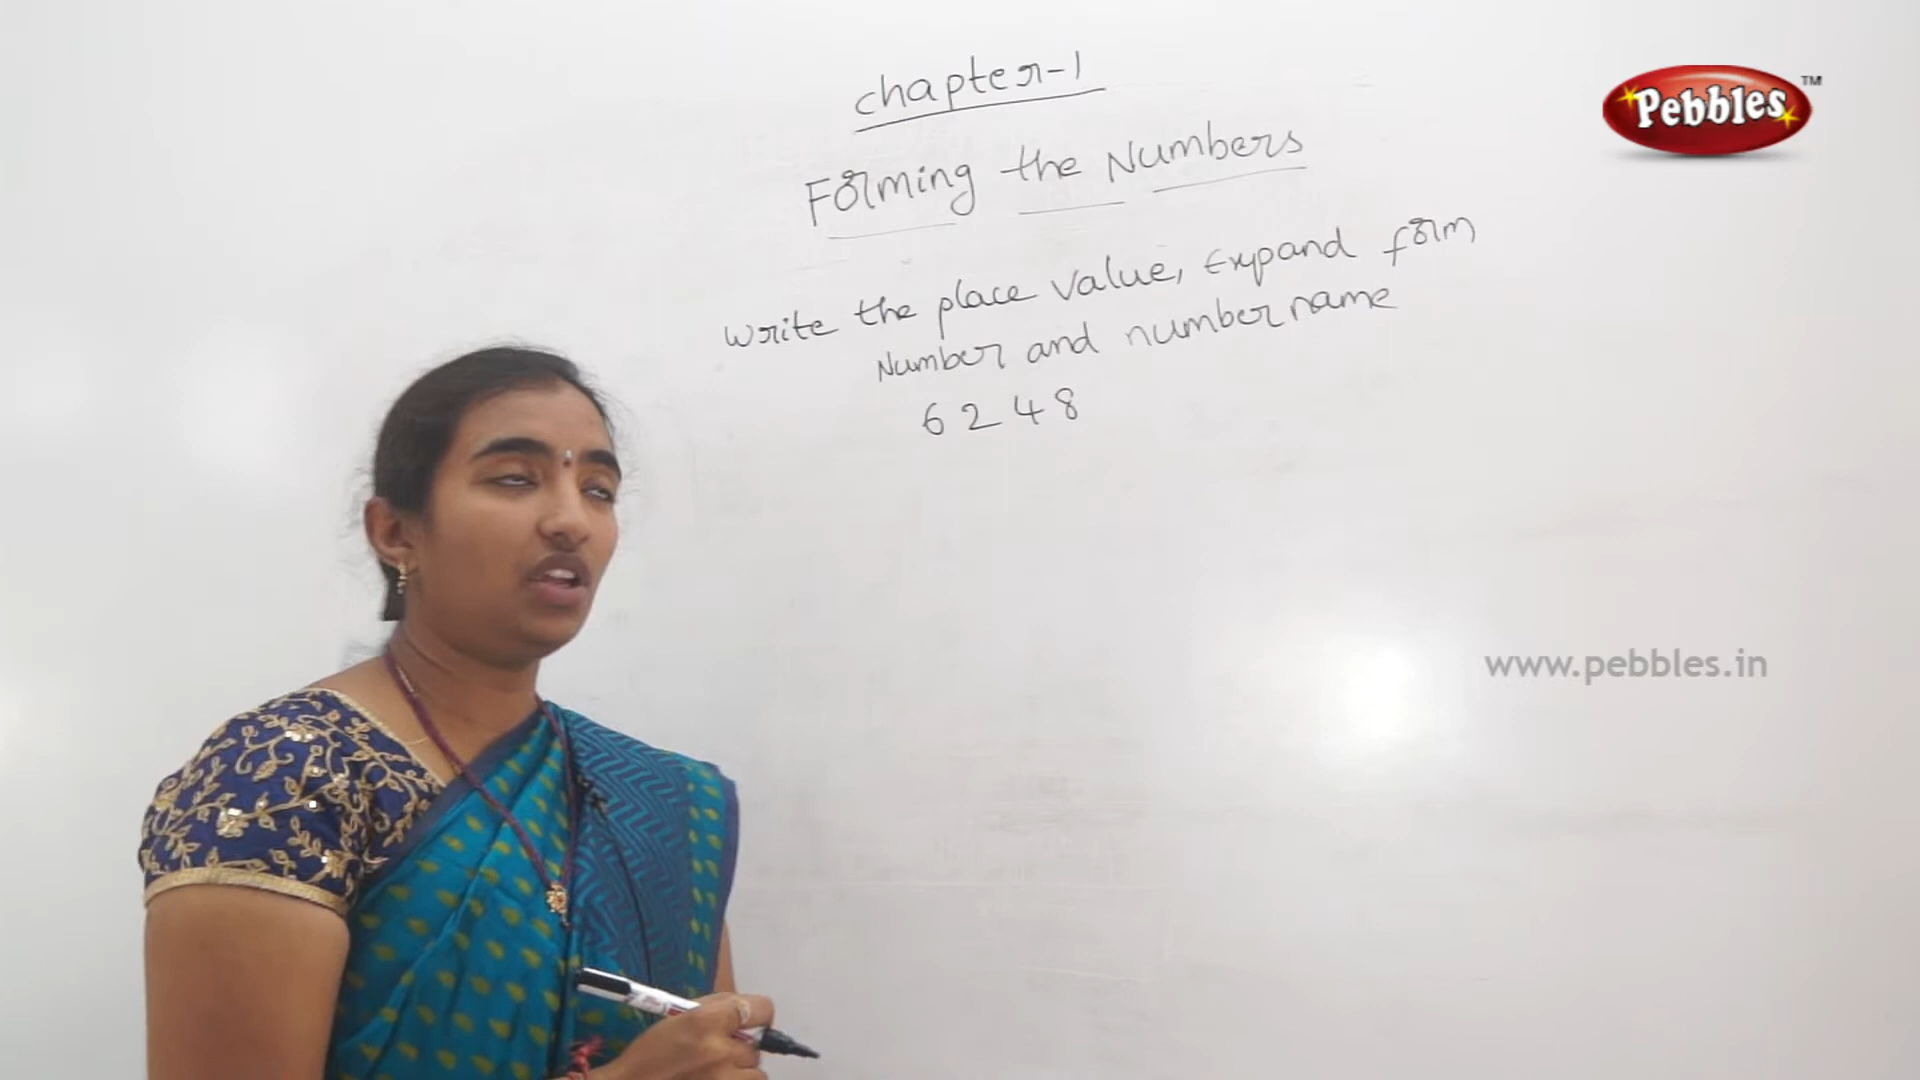 chapter-1
Forming the Numbers
write the place value, Expand form
Number and number name
6 2 4 8
Pebbles TM
www.pebbles.in